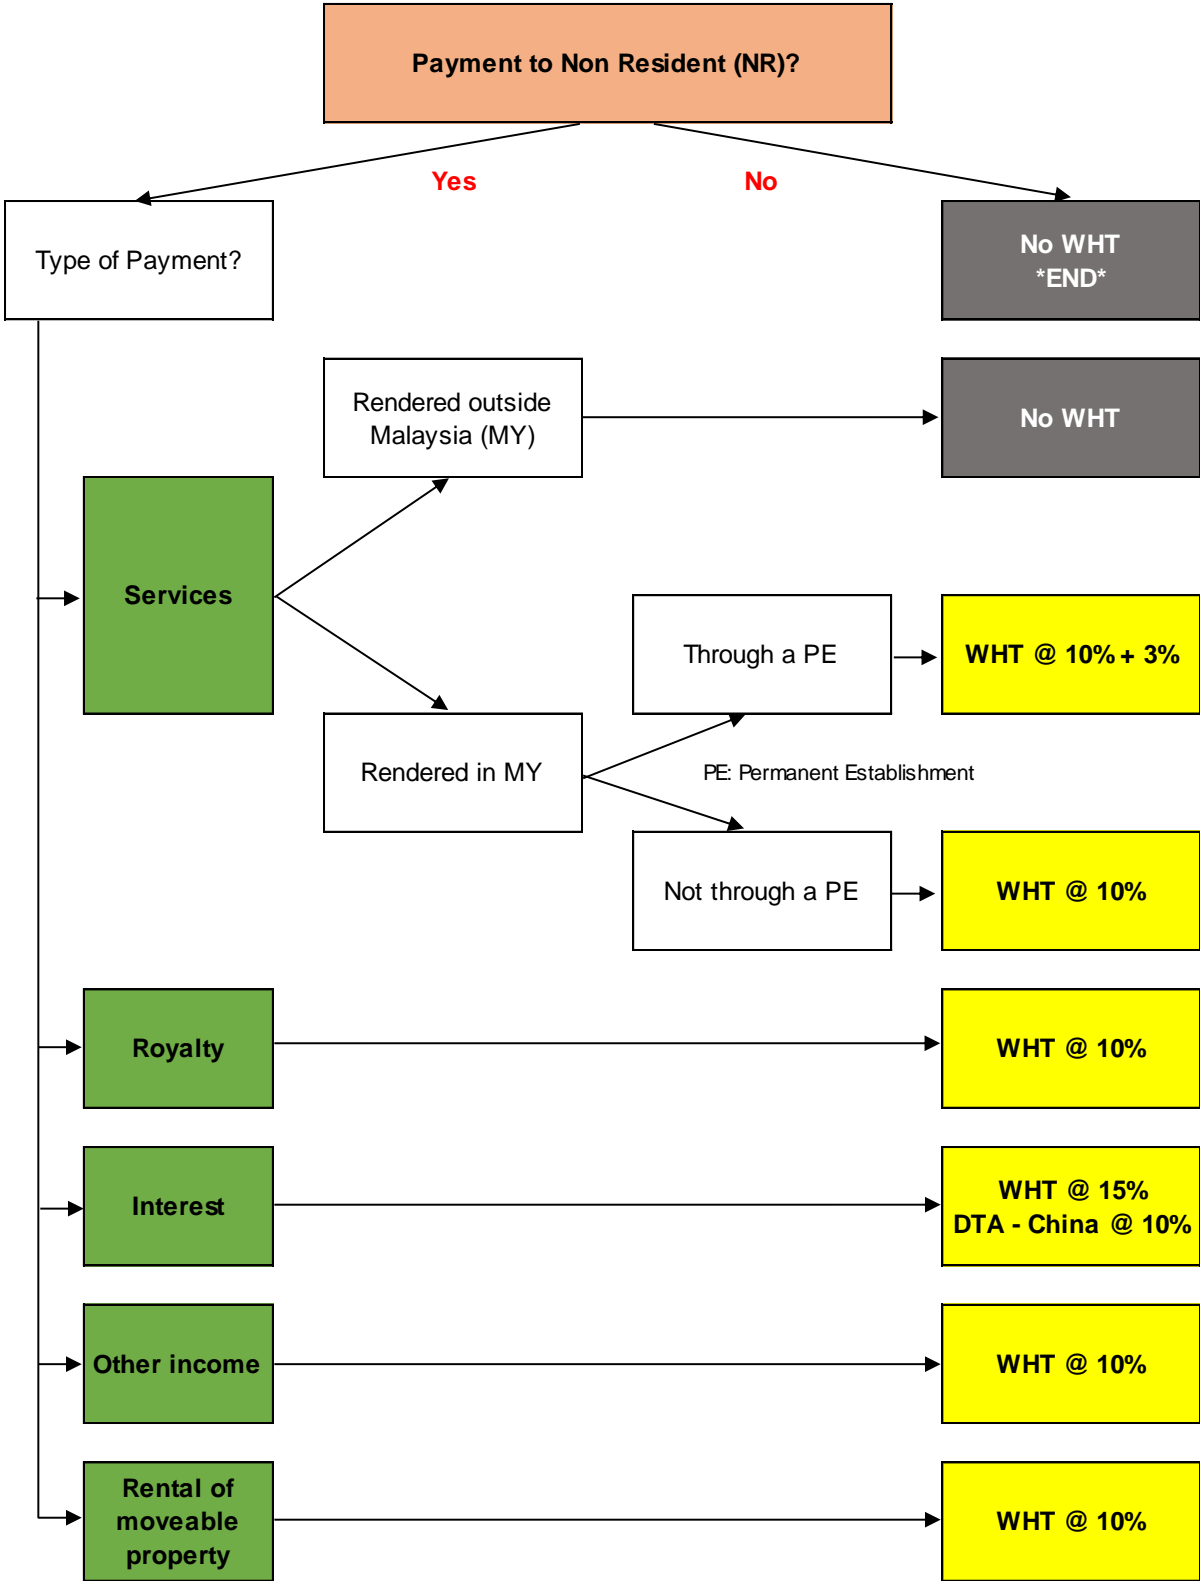 Payment to Non Resident (NR)?
Yes
No
Type of Payment?
No WHT
*END*
Rendered outside
Malaysia (MY)
No WHT
Services
Through a PE
WHT @ 10% + 3%
Rendered in MY
PE: Permanent Establishment
Not through a PE
WHT @ 10%
Royalty
WHT @ 10%
Interest
WHT @ 15%
DTA - China @ 10%
Other income
WHT @ 10%
Rental of
moveable
property
WHT @ 10%